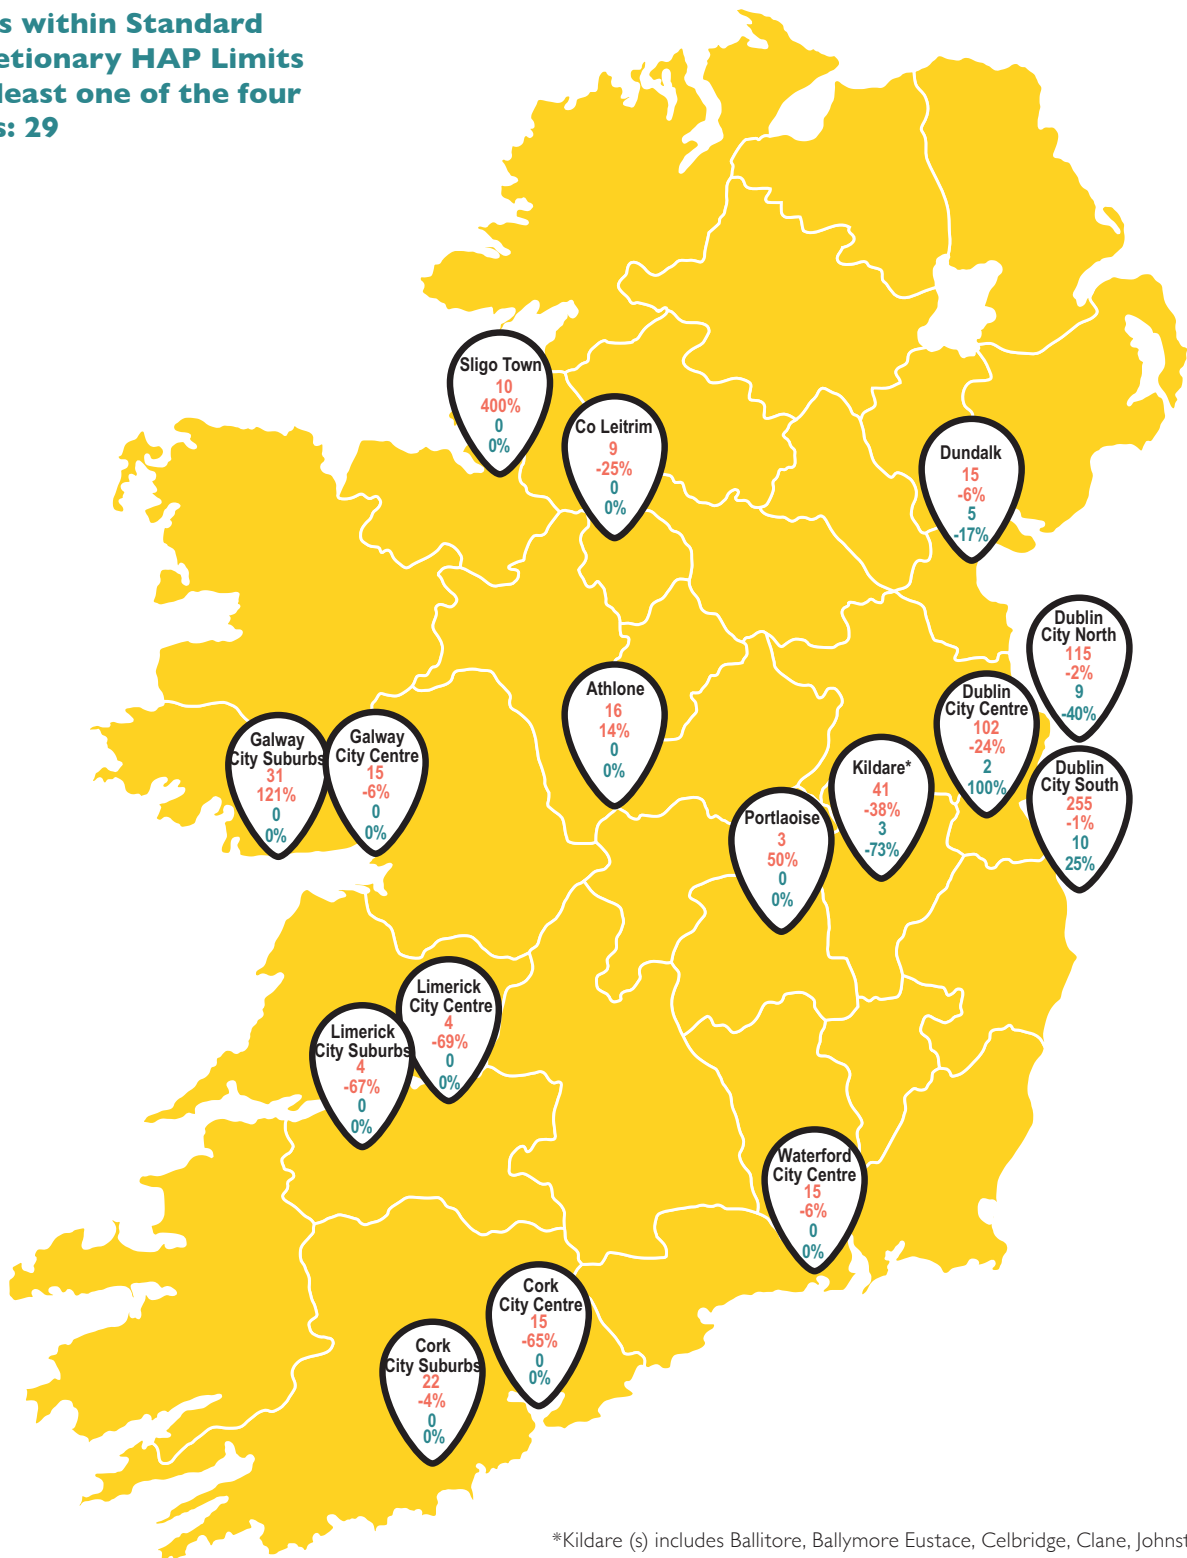 s within Standard
etionary HAP Limits
least one of the four
s: 29
Sligo Town
10
400%
0
0%
Co Leitrim
9
-25%
0
0%
Dundalk
15
-6%
5
-17%
Dublin
City North
115
-2%
9
-40%
Athlone
16
14%
0
0%
Dublin
City Centre
102
-24%
2
100%
Galway
City Suburbs
31
121%
0
0%
Galway
City Centre
15
-6%
0
0%
Kildare*
41
-38%
3
-73%
Dublin
City South
255
-1%
10
25%
Portlaoise
3
50%
0
0%
Limerick
City Centre
4
-69%
0
0%
Limerick
City Suburbs
4
-67%
0
0%
Waterford
City Centre
15
-6%
0
0%
Cork
City Centre
15
-65%
0
0%
Cork
City Suburbs
22
-4%
0
0%
*Kildare (s) includes Ballitore, Ballymore Eustace, Celbridge, Clane, Johnst